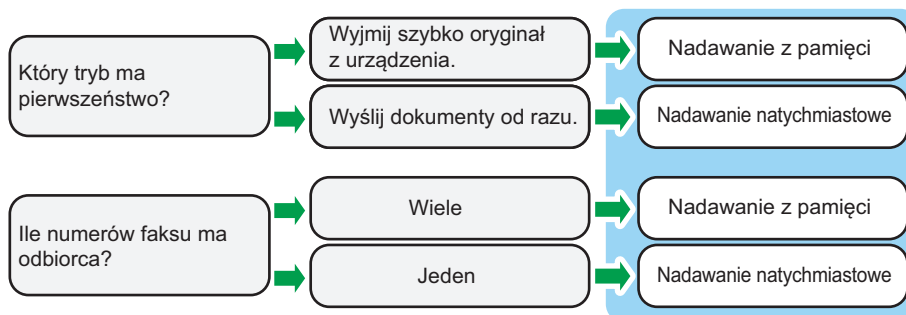 Który tryb ma
pierwszeństwo?
Wyjmij szybko oryginał
z urządzenia.
Nadawanie z pamięci
Wyślij dokumenty od razu.
Nadawanie natychmiastowe
Ile numerów faksu ma
odbiorca?
Wiele
Nadawanie z pamięci
Jeden
Nadawanie natychmiastowe